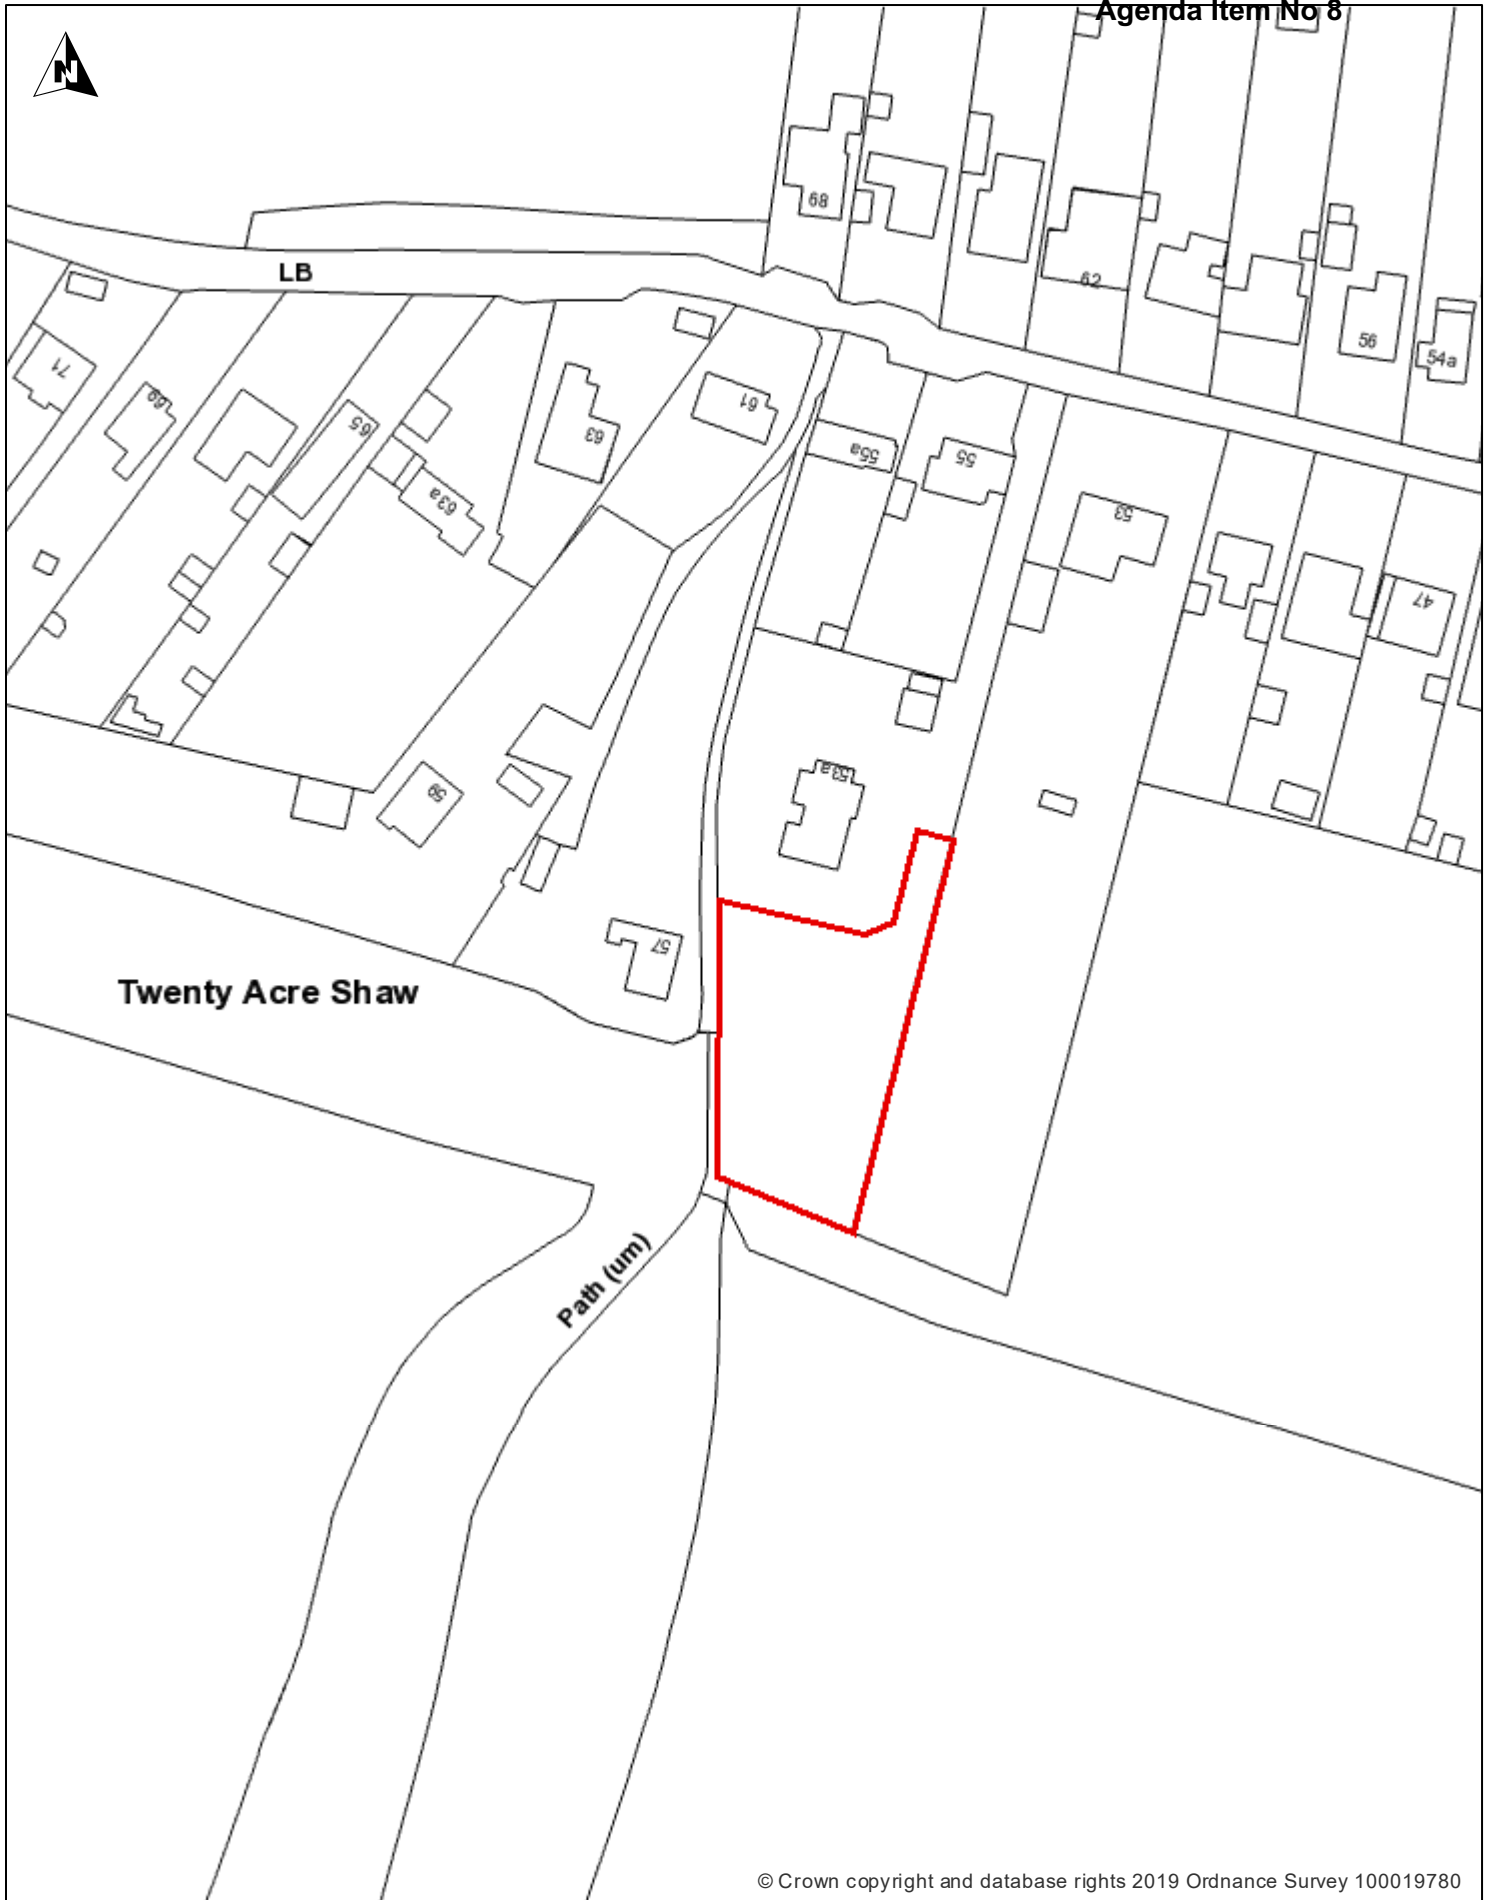 Agenda Item No 8
N
68
62
56
54a
LB
71
69
65
63a
63
61
55a
55
53
47
53a
59
57
Twenty Acre Shaw
Path (um)
© Crown copyright and database rights 2019 Ordnance Survey 100019780